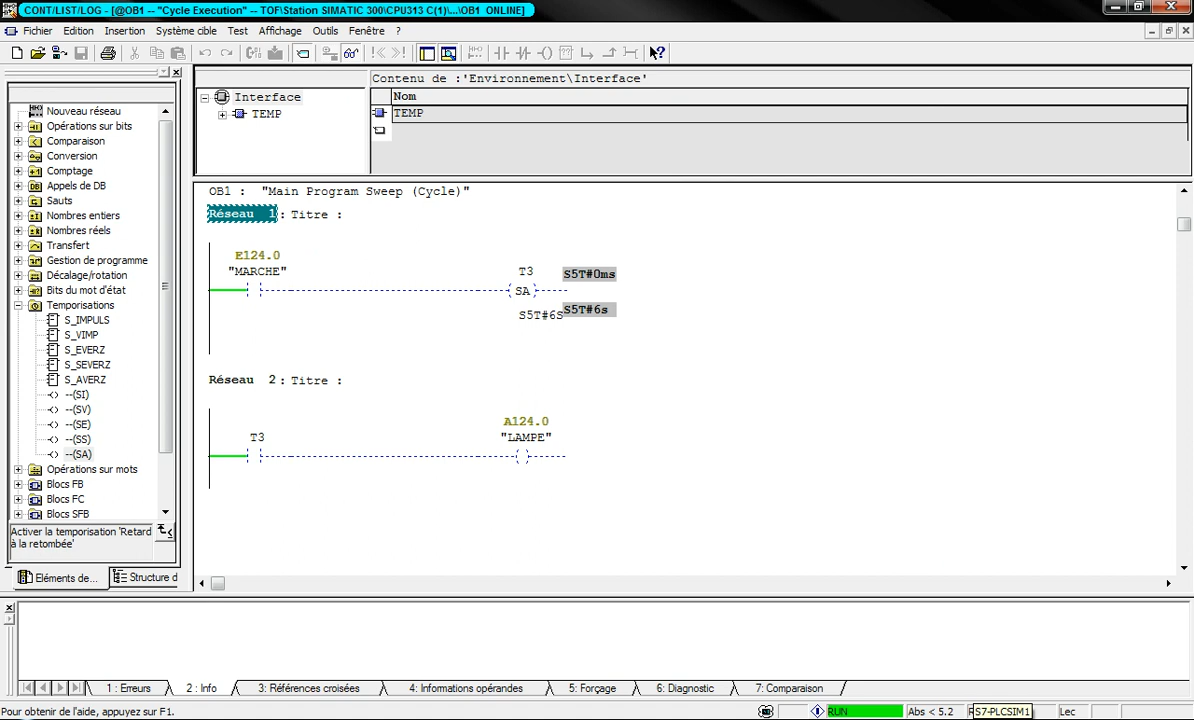 CONT/LIST/LOG - [@OB1 -- "Cycle Execution" -- TOF\Station SIMATIC 300\CPU313 C(1)\...\OB1 ONLINE]
Fichier Edition Insertion Système cible Test Affichage Outils Fenêtre ?
Nouveau réseau
Opérations sur bits
Comparaison
Conversion
Comptage
Appels de DB
Sauts
Nombres entiers
Nombres réels
Transfert
Gestion de programme
Décalage/rotation
Bits du mot d'état
Temporisations
S_IMPULS
S_VIMP
S_EVERZ
S_SEVERZ
S_AVERZ
--(SI)
--(SV)
--(SE)
--(SS)
--(SA)
Opérations sur mots
Blocs FB
Blocs FC
Blocs SFB
Activer la temporisation 'Retard
à la retombée'
Eléments de... Structure d
Interface
TEMP
Contenu de :'Environnement\Interface'
Nom
TEMP
OB1 : "Main Program Sweep (Cycle)"
Réseau 1: Titre :
E124.0
"MARCHE"
T3 S5T#0ms
SA
S5T#6S S5T#6s
Réseau 2: Titre :
A124.0
T3 "LAMPE"
1 : Erreurs 2 : Info 3: Références croisées 4: Informations opérandes 5: Forçage 6: Diagnostic 7: Comparaison
Pour obtenir de l'aide, appuyez sur F1. RUN Abs < 5.2 S7-PLCSIM1 Lec